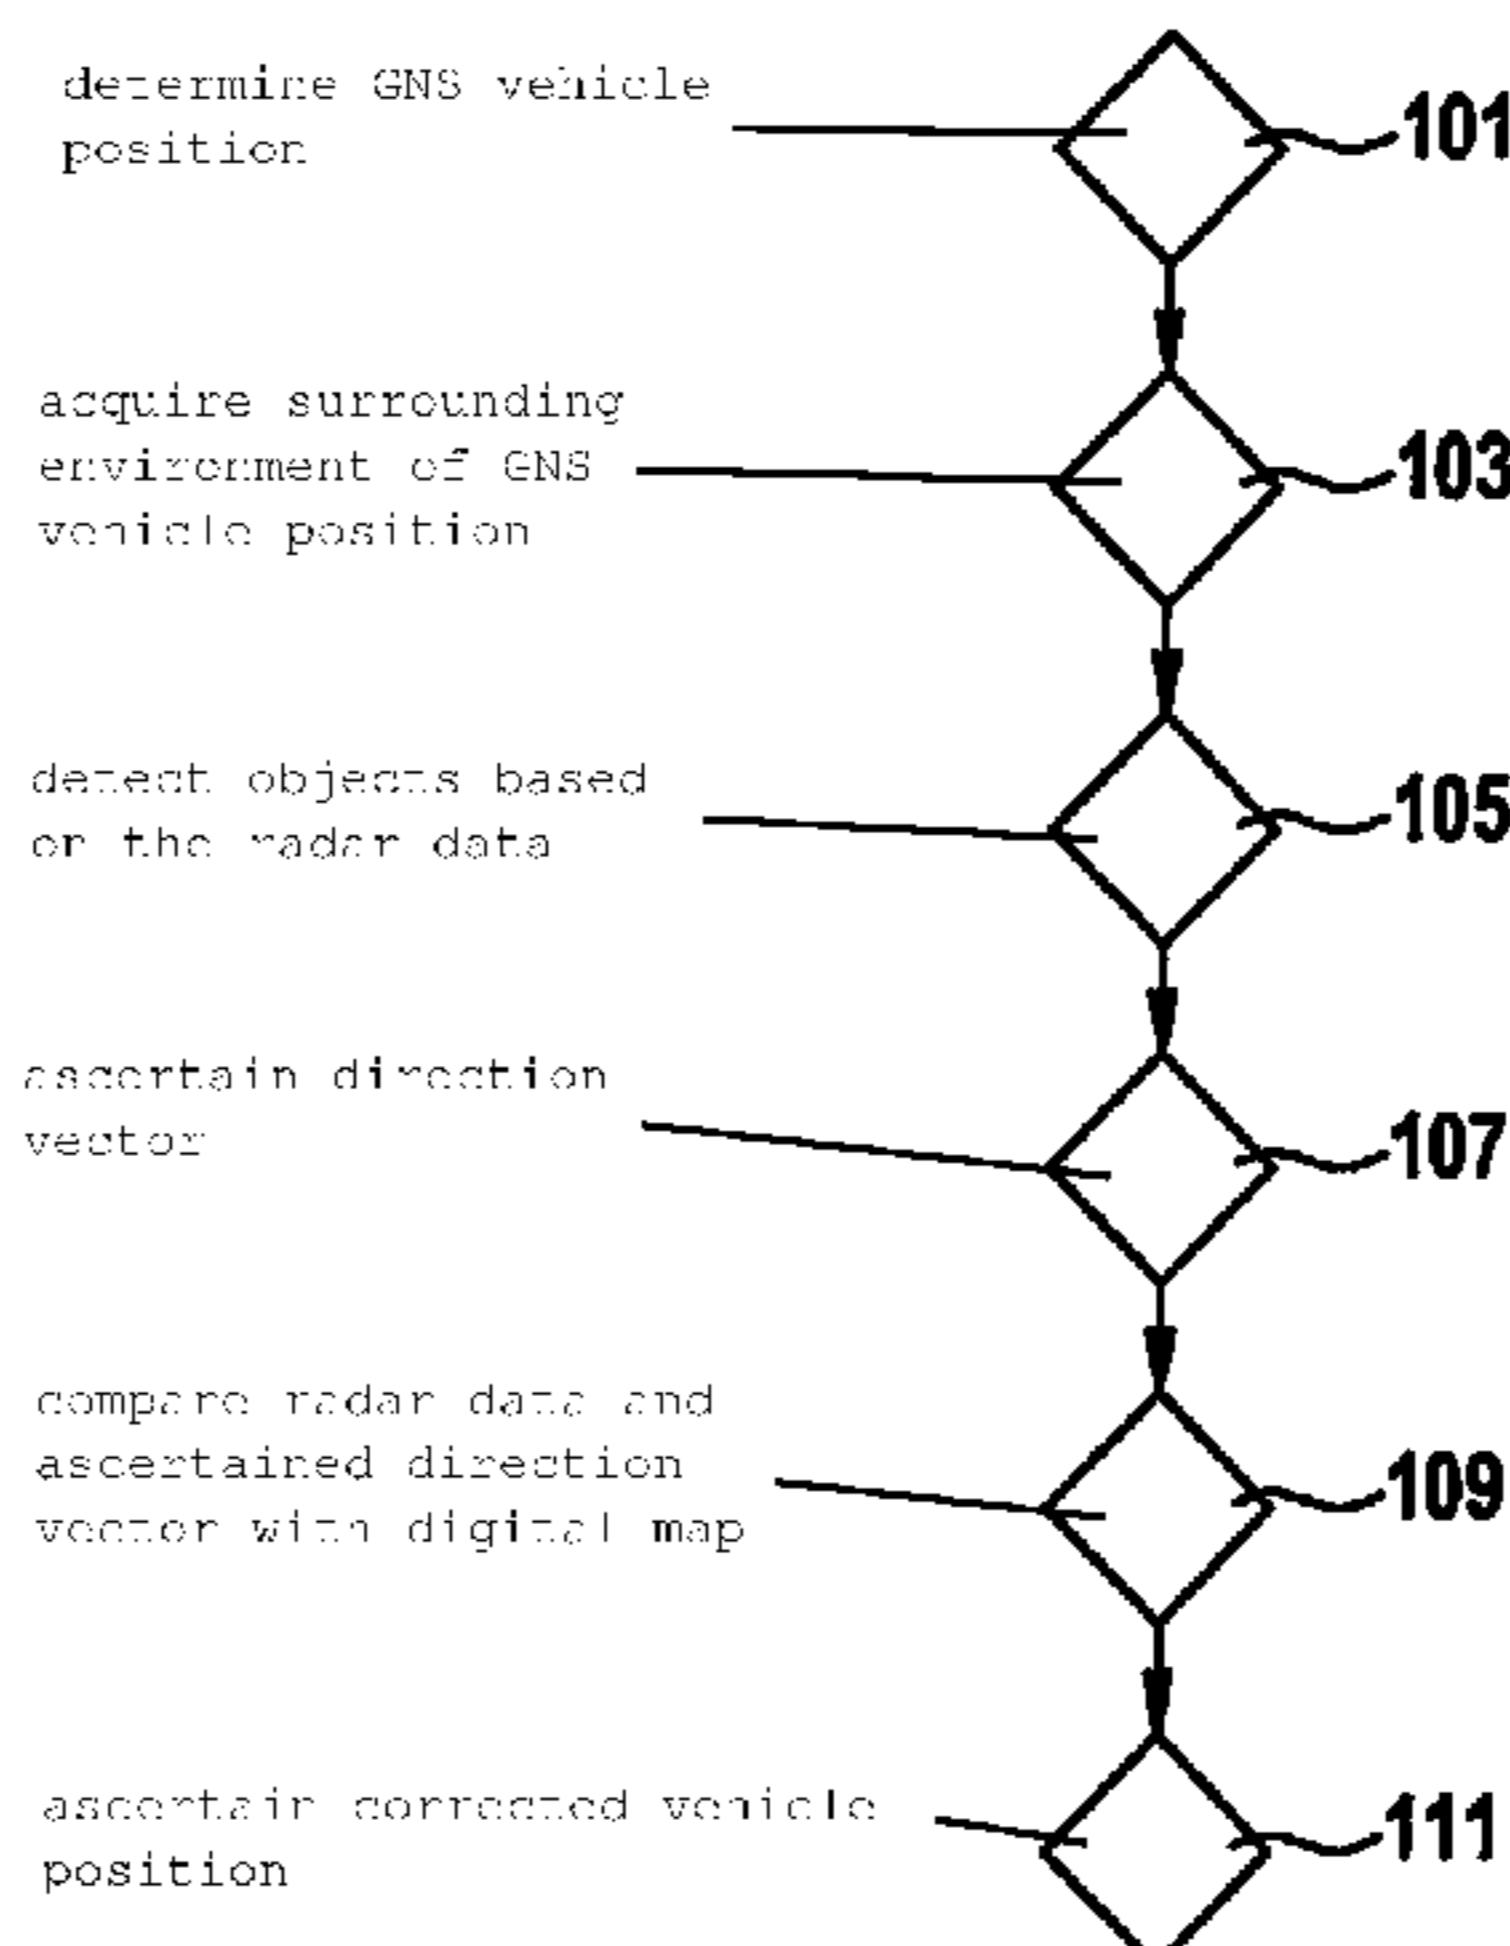 determine GNS vehicle
position
101
acquire surrounding
environment of GNS
vehicle position
103
detect objects based
on the radar data
105
ascertain direction
vector
107
compare radar data and
ascertained direction
vector with digital map
109
ascertain corrected vehicle
position
111